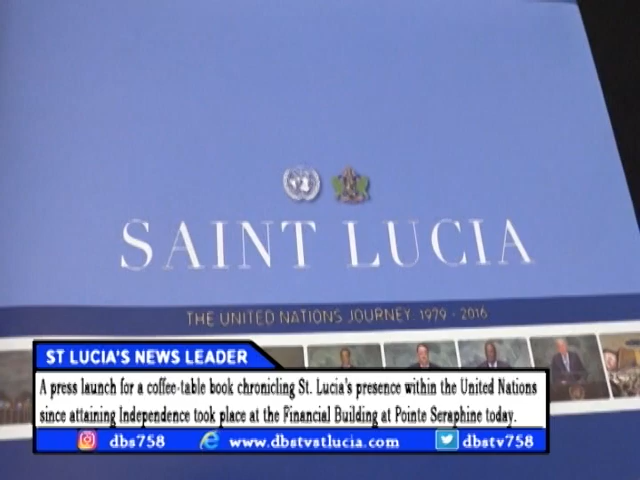 SAINT LUCIA
THE UNITED NATIONS JOURNEY: 1979 - 2016
ST LUCIA'S NEWS LEADER
A press launch for a coffee-table book chronicling St. Lucia's presence within the United Nations
since attaining Independence took place at the Financial Building at Pointe Seraphine today.
dbs758 www.dbstvstlucia.com dbstv758